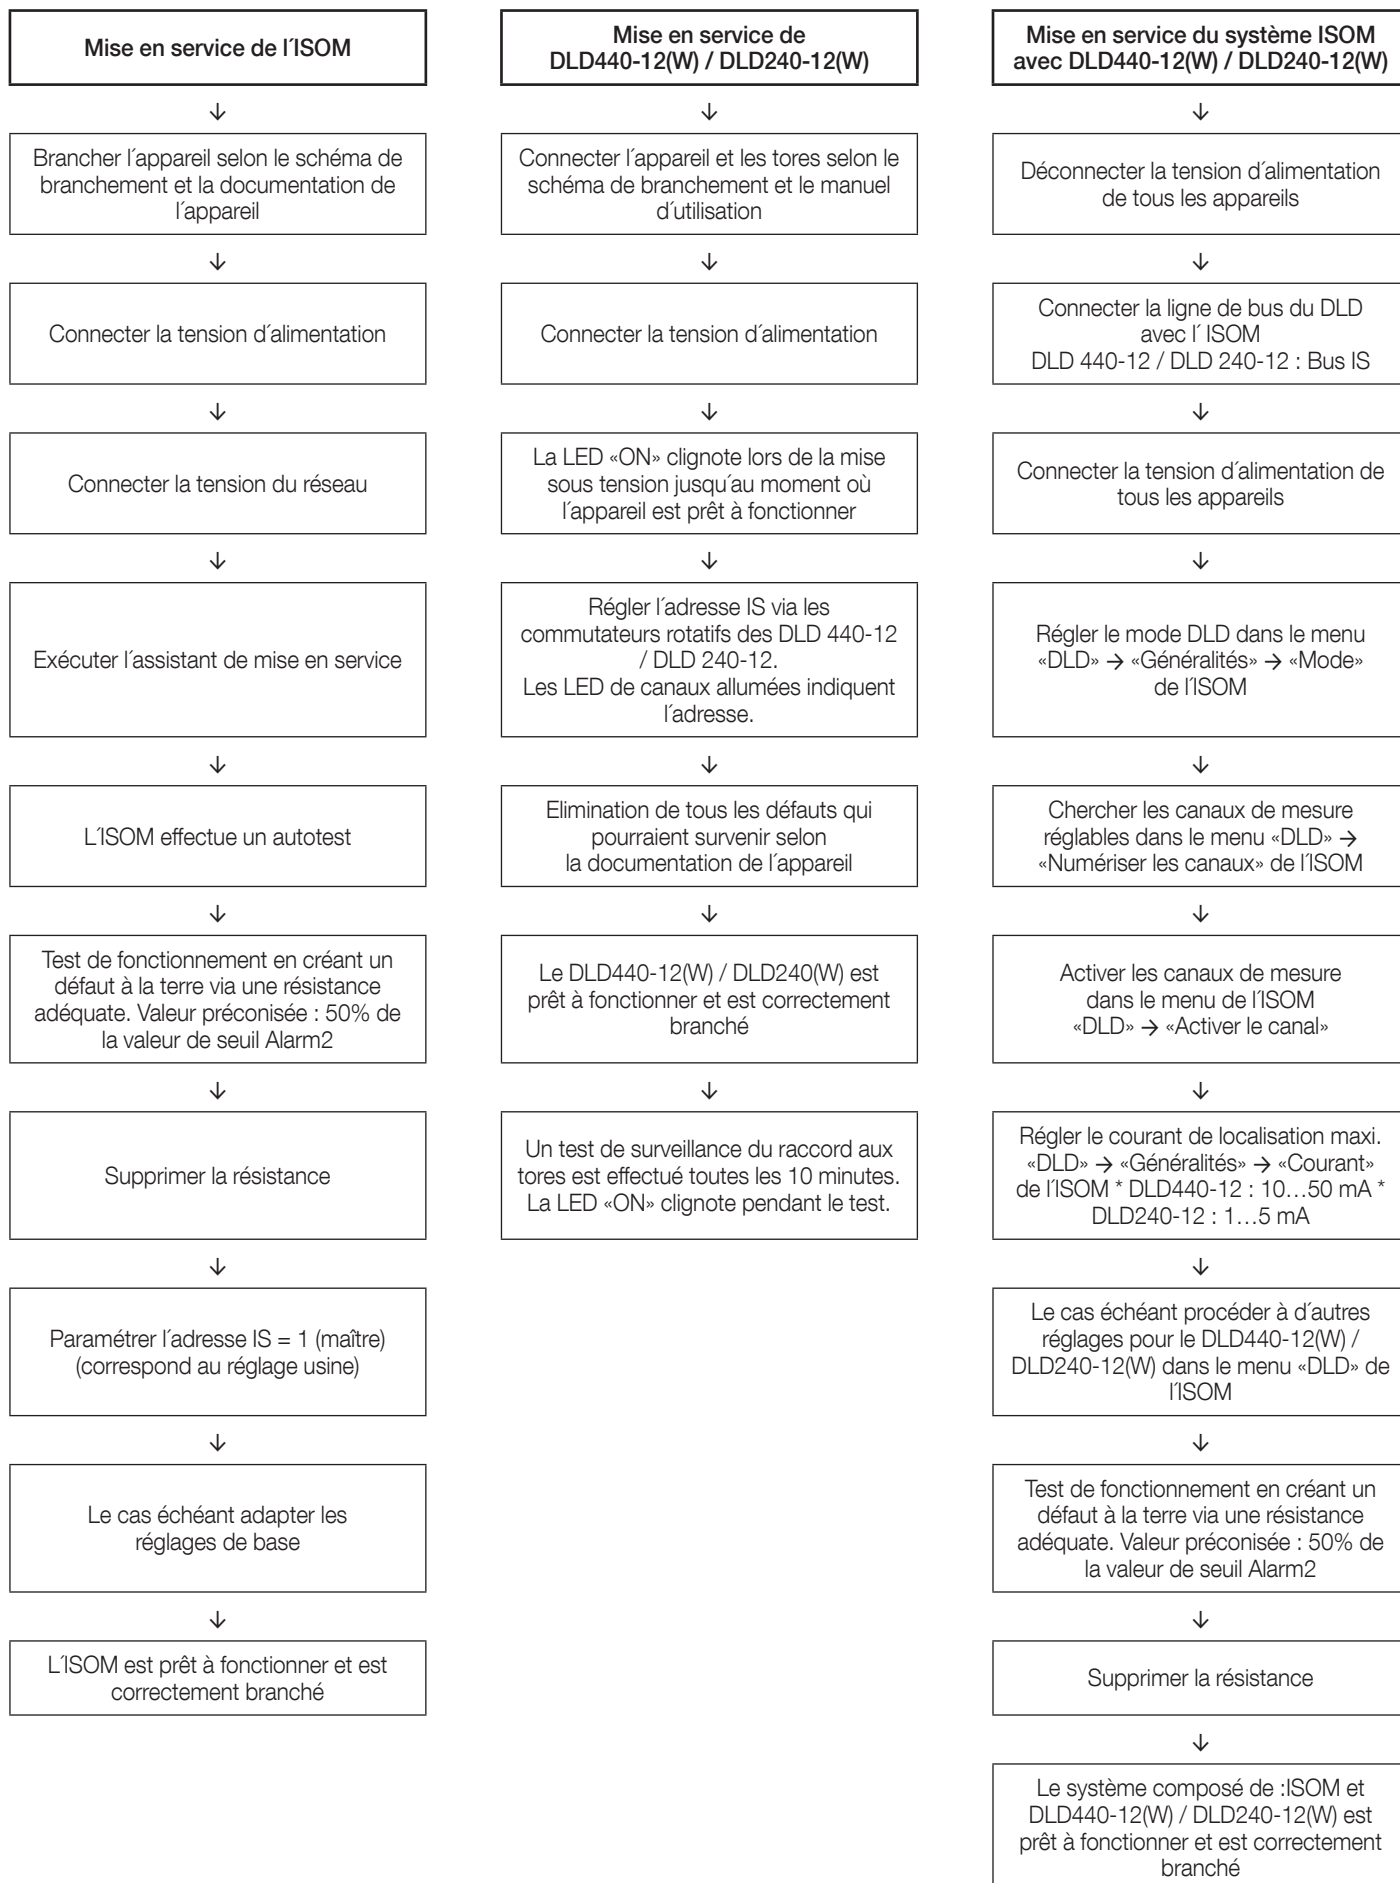 Mise en service de l´ISOM
↓
Brancher l´appareil selon le schéma de
branchement et la documentation de
l´appareil
↓
Connecter la tension d´alimentation
↓
Connecter la tension du réseau
↓
Exécuter l´assistant de mise en service
↓
L´ISOM effectue un autotest
↓
Test de fonctionnement en créant un
défaut à la terre via une résistance
adéquate. Valeur préconisée : 50% de
la valeur de seuil Alarm2
↓
Supprimer la résistance
↓
Paramétrer l´adresse IS = 1 (maître)
(correspond au réglage usine)
↓
Le cas échéant adapter les
réglages de base
↓
L´ISOM est prêt à fonctionner et est
correctement branché
Mise en service de
DLD440-12(W) / DLD240-12(W)
↓
Connecter l´appareil et les tores selon le
schéma de branchement et le manuel
d´utilisation
↓
Connecter la tension d´alimentation
↓
La LED «ON» clignote lors de la mise
sous tension jusqu´au moment où
l´appareil est prêt à fonctionner
↓
Régler l´adresse IS via les
commutateurs rotatifs des DLD 440-12
/ DLD 240-12.
Les LED de canaux allumées indiquent
l´adresse.
↓
Elimination de tous les défauts qui
pourraient survenir selon
la documentation de l´appareil
↓
Le DLD440-12(W) / DLD240(W) est
prêt à fonctionner et est correctement
branché
↓
Un test de surveillance du raccord aux
tores est effectué toutes les 10 minutes.
La LED «ON» clignote pendant le test.
Mise en service du système ISOM
avec DLD440-12(W) / DLD240-12(W)
↓
Déconnecter la tension d´alimentation
de tous les appareils
↓
Connecter la ligne de bus du DLD
avec l´ ISOM
DLD 440-12 / DLD 240-12 : Bus IS
↓
Connecter la tension d´alimentation de
tous les appareils
↓
Régler le mode DLD dans le menu
«DLD» → «Généralités» → «Mode»
de l´ISOM
↓
Chercher les canaux de mesure
réglables dans le menu «DLD» →
«Numériser les canaux» de l´ISOM
↓
Activer les canaux de mesure
dans le menu de l´ISOM
«DLD» → «Activer le canal»
↓
Régler le courant de localisation maxi.
«DLD» → «Généralités» → «Courant»
de l´ISOM * DLD440-12 : 10…50 mA *
DLD240-12 : 1…5 mA
↓
Le cas échéant procéder à d´autres
réglages pour le DLD440-12(W) /
DLD240-12(W) dans le menu «DLD» de
l´ISOM
↓
Test de fonctionnement en créant un
défaut à la terre via une résistance
adéquate. Valeur préconisée : 50% de
la valeur de seuil Alarm2
↓
Supprimer la résistance
↓
Le système composé de :ISOM et
DLD440-12(W) / DLD240-12(W) est
prêt à fonctionner et est correctement
branché